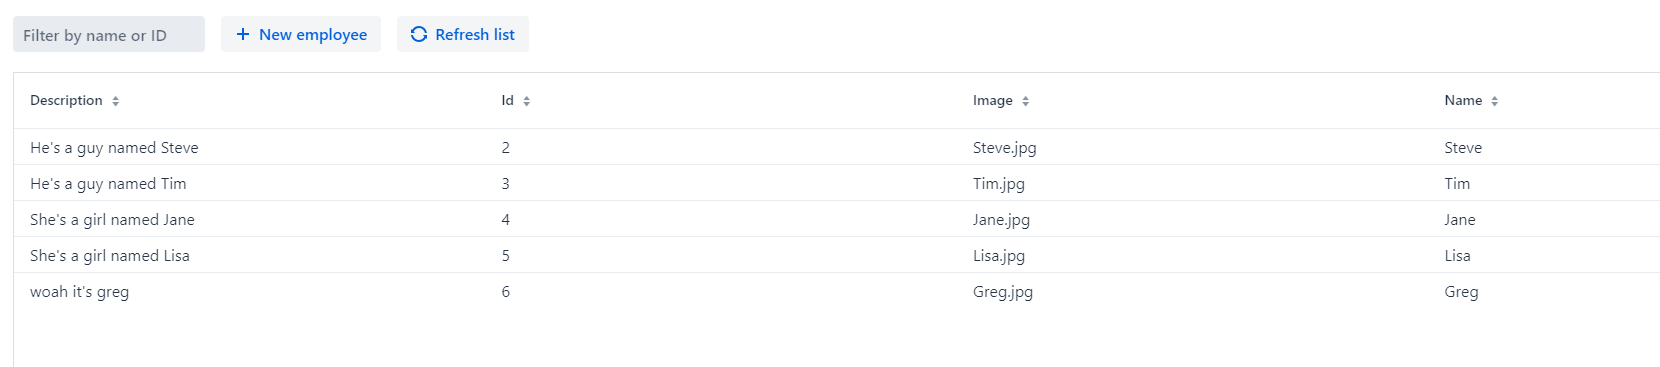 Filter by name or ID New employee Refresh list
Description Id Image Name
He's a guy named Steve 2 Steve.jpg Steve
He's a guy named Tim 3 Tim.jpg Tim
She's a girl named Jane 4 Jane.jpg Jane
She's a girl named Lisa 5 Lisa.jpg Lisa
woah it's greg 6 Greg.jpg Greg